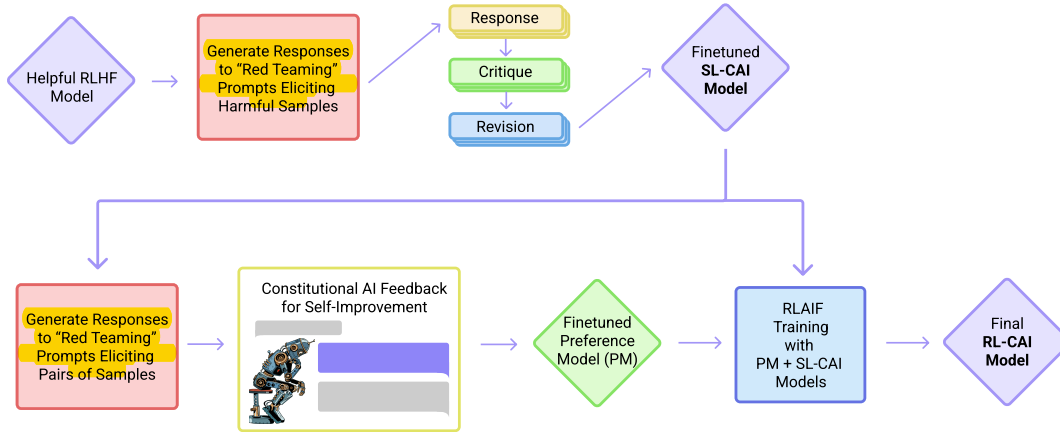 Helpful RLHF
Model
Generate Responses
to “Red Teaming”
Prompts Eliciting
Harmful Samples
Response
Critique
Revision
Finetuned
SL-CAI
Model
Generate Responses
to “Red Teaming”
Prompts Eliciting
Pairs of Samples
Constitutional AI Feedback
for Self-Improvement
Finetuned
Preference
Model (PM)
RLAIF
Training
with
PM + SL-CAI
Models
Final
RL-CAI
Model